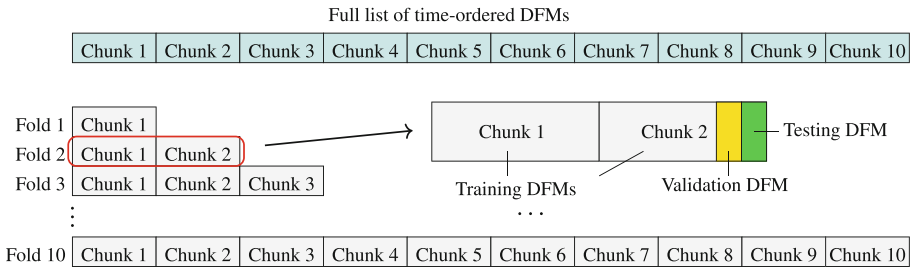 Full list of time-ordered DFMs
Chunk 1 Chunk 2 Chunk 3 Chunk 4 Chunk 5 Chunk 6 Chunk 7 Chunk 8 Chunk 9 Chunk 10
Fold 1 Chunk 1
Fold 2 Chunk 1 Chunk 2
Fold 3 Chunk 1 Chunk 2 Chunk 3
Chunk 1 Chunk 2 Testing DFM
Training DFMs Validation DFM
...
Fold 10 Chunk 1 Chunk 2 Chunk 3 Chunk 4 Chunk 5 Chunk 6 Chunk 7 Chunk 8 Chunk 9 Chunk 10